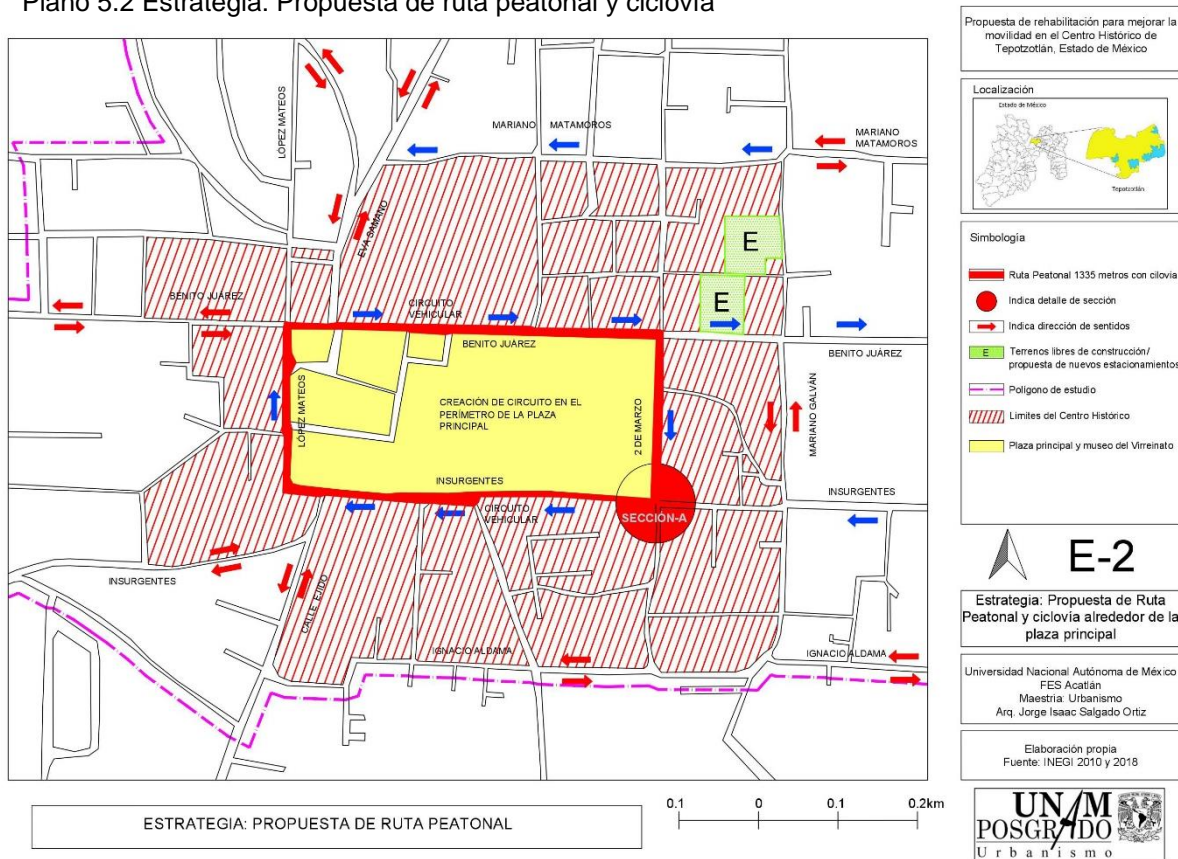 Plano 5.2 Estrategia. Propuesta de ruta peatonal y ciclovía
LÓPEZ MATEOS
MARIANO MATAMOROS
MARIANO
MATAMOROS
EVA SAMANO
E
E
BENITO JUÁREZ
CIRCUITO
VEHICULAR
BENITO JUÁREZ
BENITO JUÁREZ
LÓPEZ MATEOS
CREACIÓN DE CIRCUITO EN EL
PERÍMETRO DE LA PLAZA
PRINCIPAL
2 DE MARZO
MARIANO GALVÁN
INSURGENTES
INSURGENTES
CIRCUITO
VEHICULAR
SECCIÓN-A
INSURGENTES
CALLE EJIDO
IGNACIO ALDAMA
IGNACIO ALDAMA
ESTRATEGIA: PROPUESTA DE RUTA PEATONAL
0.1 0 0.1 0.2km
Propuesta de rehabilitación para mejorar la
movilidad en el Centro Histórico de
Tepotzotlán, Estado de México
Localización
Estado de México
Tepotzotlán
Simbología
Ruta Peatonal 1335 metros con cilovia
Indica detalle de sección
Indica dirección de sentidos
E Terrenos libres de construcción/
propuesta de nuevos estacionamientos
Polígono de estudio
Limites del Centro Histórico
Plaza principal y museo del Virreinato
E-2
Estrategia: Propuesta de Ruta
Peatonal y ciclovía alrededor de la
plaza principal
Universidad Nacional Autónoma de México
FES Acatlán
Maestria: Urbanismo
Arq. Jorge Isaac Salgado Ortiz
Elaboración propia
Fuente: INEGI 2010 y 2018
UNAM
POSGRADO
Urbanismo